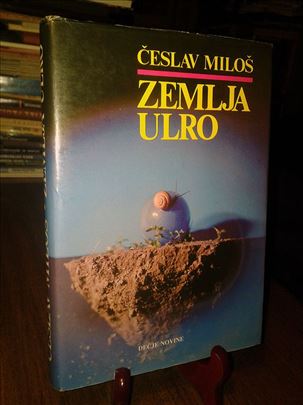 ČESLAV MILOŠ
ZEMLJA
ULRO
DEČJE NOVINE